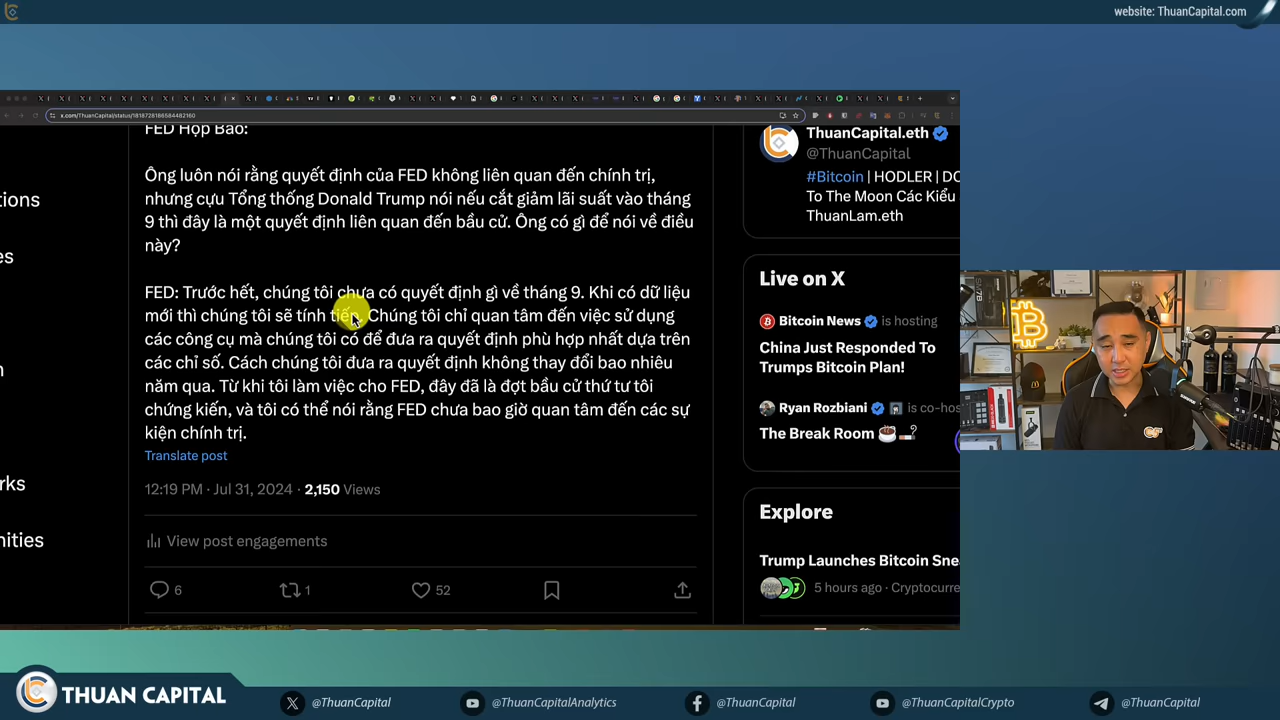 website: ThuanCapital.com
x.com/ThuanCapital/status/1818728186584482160
FED Họp Báo:
Ông luôn nói rằng quyết định của FED không liên quan đến chính trị,
nhưng cựu Tổng thống Donald Trump nói nếu cắt giảm lãi suất vào tháng
9 thì đây là một quyết định liên quan đến bầu cử. Ông có gì để nói về điều
này?
FED: Trước hết, chúng tôi chưa có quyết định gì về tháng 9. Khi có dữ liệu
mới thì chúng tôi sẽ tính tiếp. Chúng tôi chỉ quan tâm đến việc sử dụng
các công cụ mà chúng tôi có để đưa ra quyết định phù hợp nhất dựa trên
các chỉ số. Cách chúng tôi đưa ra quyết định không thay đổi bao nhiêu
năm qua. Từ khi tôi làm việc cho FED, đây đã là đợt bầu cử thứ tư tôi
chứng kiến, và tôi có thể nói rằng FED chưa bao giờ quan tâm đến các sự
kiện chính trị.
Translate post
12:19 PM · Jul 31, 2024 · 2,150 Views
View post engagements
6
1
52
tions
es
n
rks
nities
ThuanCapital.eth
@ThuanCapital
#Bitcoin | HODLER | DO
To The Moon Các Kiểu
ThuanLam.eth
Live on X
Bitcoin News is hosting
China Just Responded To
Trumps Bitcoin Plan!
Ryan Rozbiani is co-hos
The Break Room
Explore
Trump Launches Bitcoin Snea
5 hours ago · Cryptocurre
THUAN CAPITAL
@ThuanCapital
@ThuanCapitalAnalytics
@ThuanCapital
@ThuanCapitalCrypto
@ThuanCapital